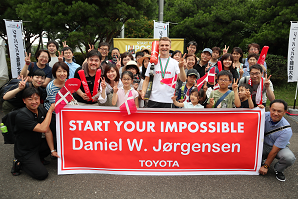 START YOUR IMPOSSIBLE
Daniel W. Jørgensen
TOYOTA